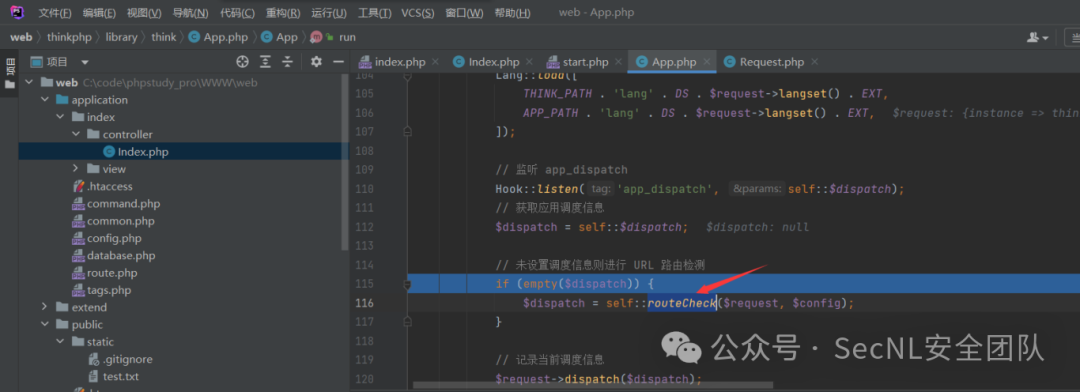 文件(F) 编辑(E) 视图(V) 导航(N) 代码(C) 重构(R) 运行(U) 工具(T) VCS(S) 窗口(W) 帮助(H) web - App.php
web thinkphp library think App.php App run
项目
项目
index.php Index.php start.php App.php Request.php
web C:\code\phpstudy_pro\WWW\web
application
index
controller
Index.php
view
.htaccess
command.php
common.php
config.php
database.php
route.php
tags.php
extend
public
static
.gitignore
test.txt
104 Lang::load([
105 THINK_PATH . 'lang' . DS . $request->langset() . EXT,
106 APP_PATH . 'lang' . DS . $request->langset() . EXT, $request: {instance => thin
107 ]);
108
109 // 监听 app_dispatch
110 Hook::listen( tag: 'app_dispatch', &params: self::$dispatch);
111 // 获取应用调度信息
112 $dispatch = self::$dispatch; $dispatch: null
113
114 // 未设置调度信息则进行 URL 路由检测
115 if (empty($dispatch)) {
116 $dispatch = self::routeCheck($request, $config);
117 }
118
119 // 记录当前调度信息
120 $request->dispatch($dispatch);
公众号 · SecNL安全团队